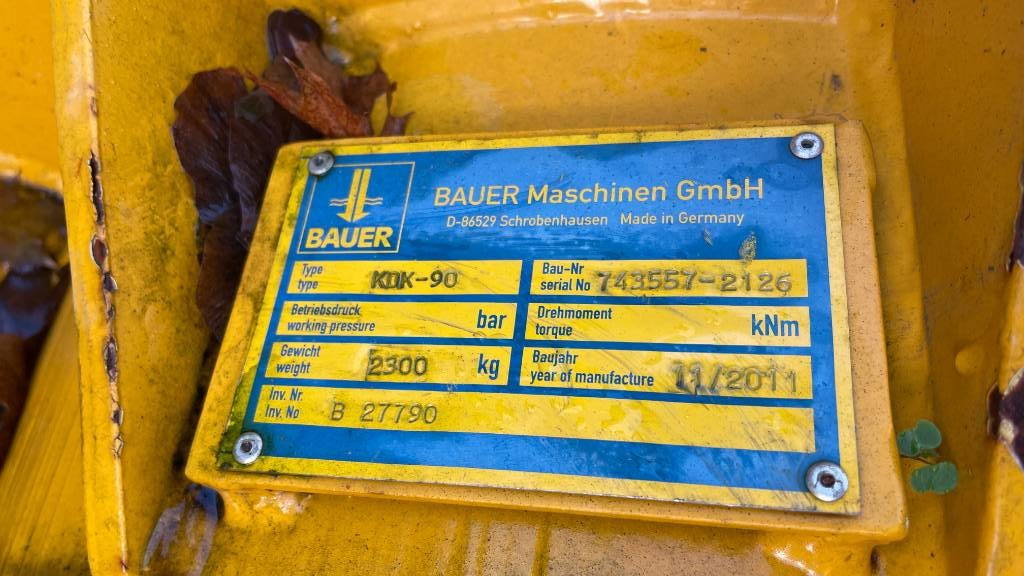 BAUER
BAUER Maschinen GmbH
D-86529 Schrobenhausen Made in Germany
Type
type KDK-90
Bau-Nr
serial No 743557-2126
Betriebsdruck
working pressure bar
Drehmoment
torque kNm
Gewicht
weight 2300 kg
Baujahr
year of manufacture 11/2011
Inv. Nr.
Inv. No B 27790